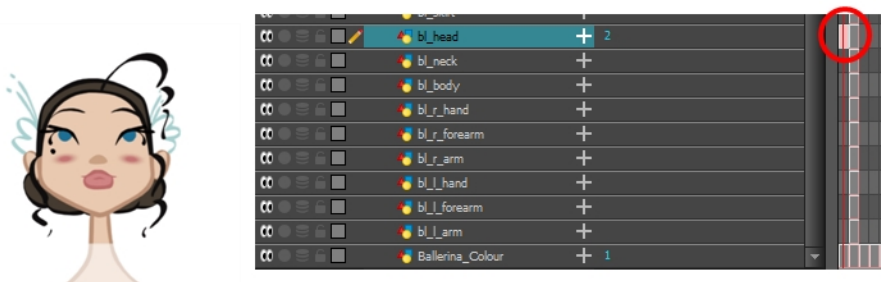 bl_head 2
bl_neck
bl_body
bl_r_hand
bl_r_forearm
bl_r_arm
bl_l_hand
bl_l_forearm
bl_l_arm
Ballerina_Colour 1